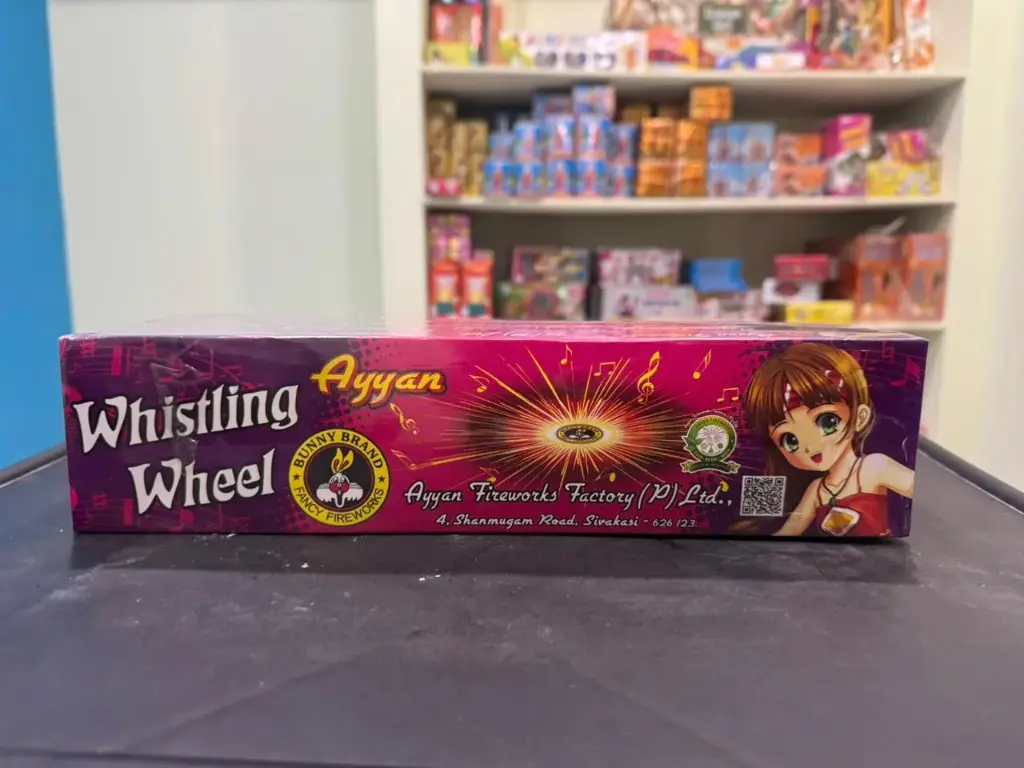 Whistling
Wheel
Ayyan
BUNNY BRAND
FANCY FIREWORKS
Ayyan Fireworks Factory (P) Ltd.,
4, Shanmugam Road, Sivakasi - 626 123.